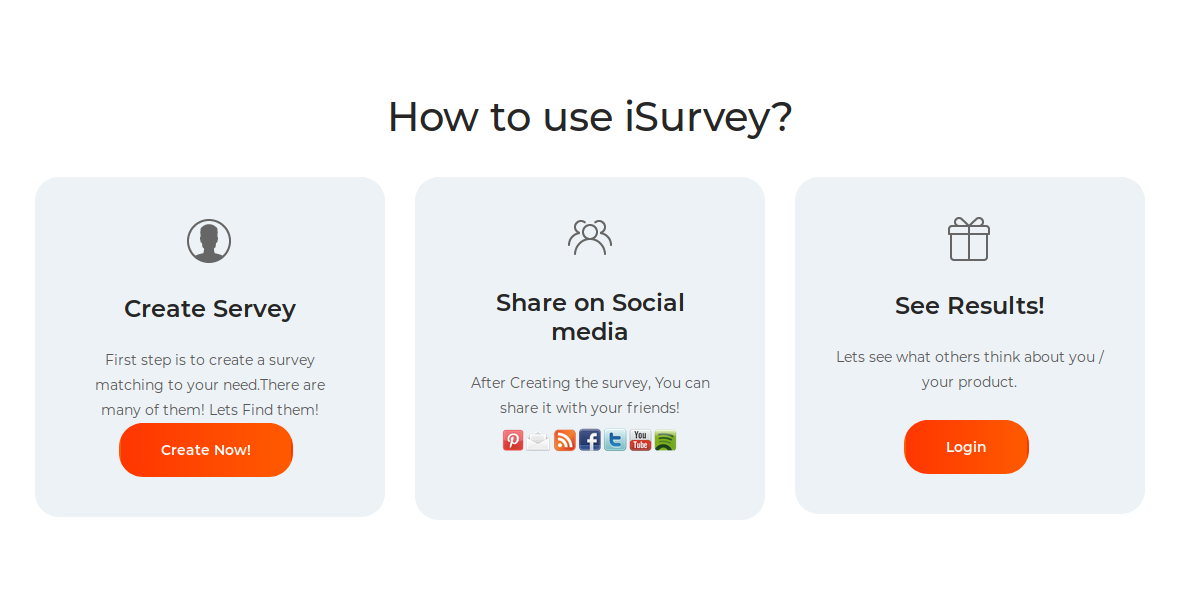 How to use iSurvey?
Create Servey
First step is to create a survey
matching to your need.There are
many of them! Lets Find them!
Create Now!
Share on Social
media
After Creating the survey, You can
share it with your friends!
You
Tube
See Results!
Lets see what others think about you /
your product.
Login